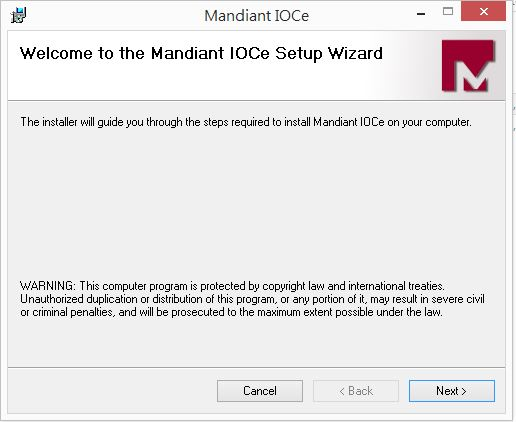 Mandiant IOCe
Welcome to the Mandiant IOCe Setup Wizard
The installer will guide you through the steps required to install Mandiant IOCe on your computer.
WARNING: This computer program is protected by copyright law and international treaties.
Unauthorized duplication or distribution of this program, or any portion of it, may result in severe civil
or criminal penalties, and will be prosecuted to the maximum extent possible under the law.
Cancel
< Back
Next >